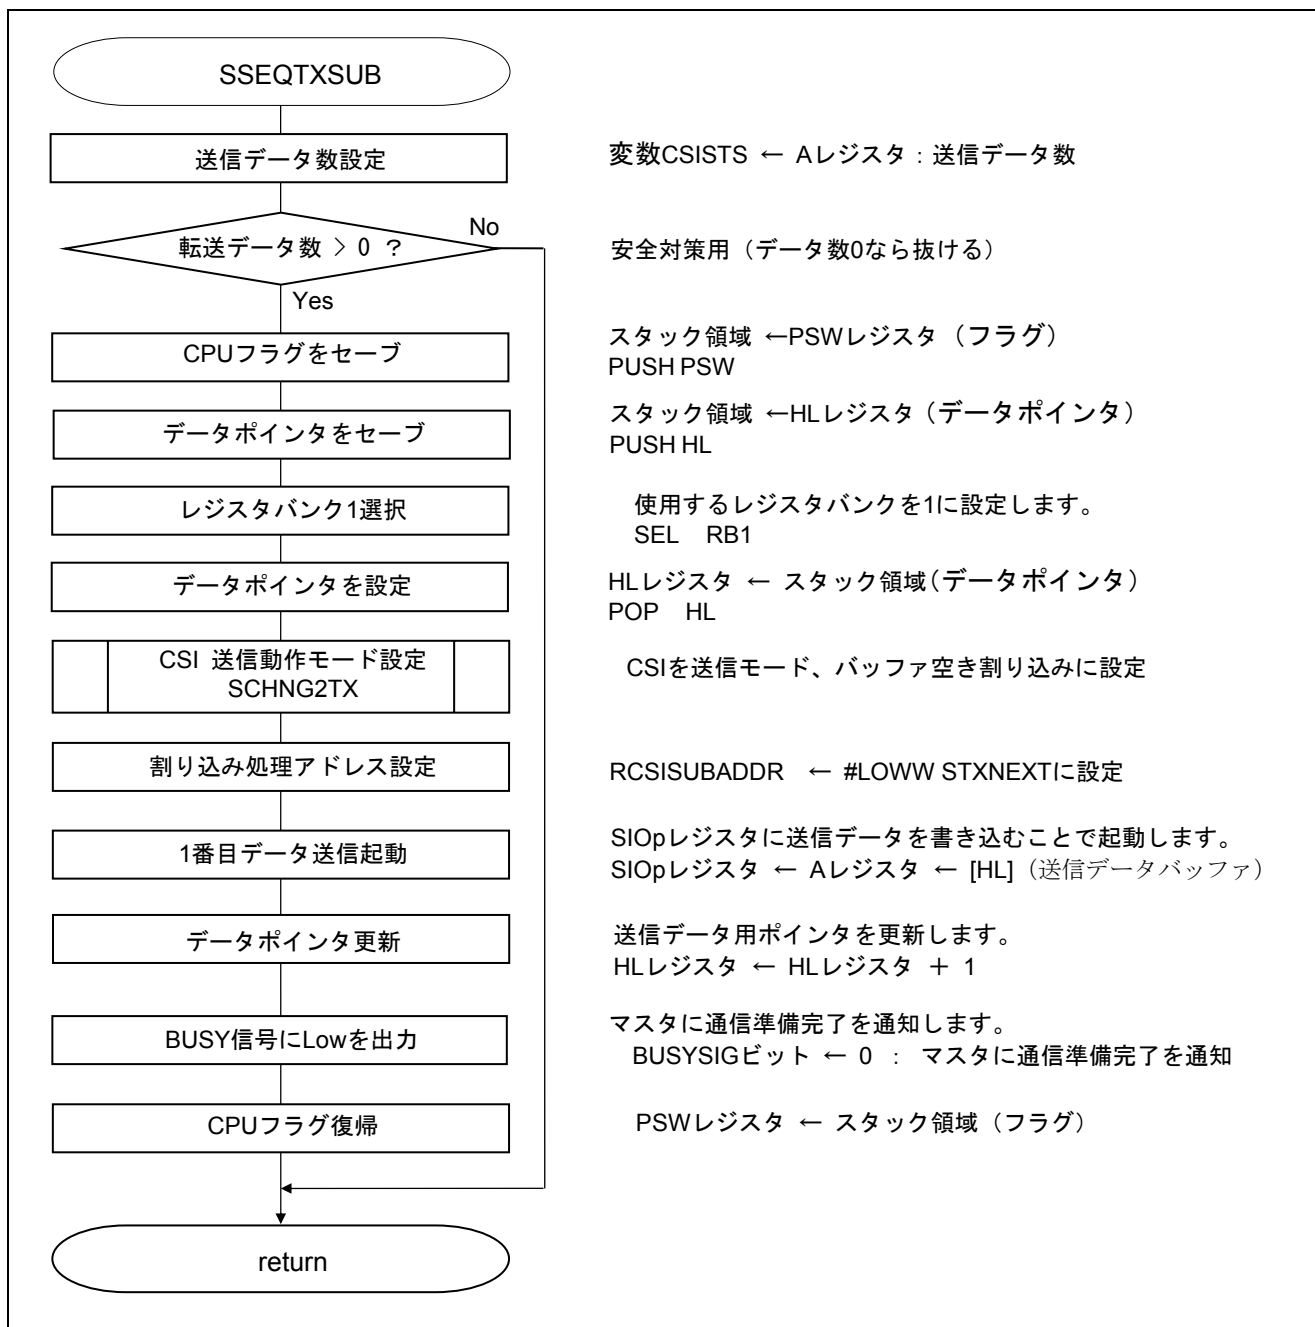 SSEQTXSUB
送信データ数設定
変数CSISTS ← Aレジスタ：送信データ数
転送データ数 > 0 ？
No
安全対策用（データ数0なら抜ける）
Yes
CPUフラグをセーブ
スタック領域 ←PSWレジスタ（フラグ）
PUSH PSW
データポインタをセーブ
スタック領域 ←HLレジスタ（データポインタ）
PUSH HL
レジスタバンク1選択
使用するレジスタバンクを1に設定します。
SEL RB1
データポインタを設定
HLレジスタ ← スタック領域（データポインタ）
POP HL
CSI 送信動作モード設定
SCHNG2TX
CSIを送信モード、バッファ空き割り込みに設定
割り込み処理アドレス設定
RCSISUBADDR ← #LOWW STXNEXTに設定
1番目データ送信起動
SIOpレジスタに送信データを書き込むことで起動します。
SIOpレジスタ ← Aレジスタ ← [HL]（送信データバッファ）
データポインタ更新
送信データ用ポインタを更新します。
HLレジスタ ← HLレジスタ ＋ 1
BUSY信号にLowを出力
マスタに通信準備完了を通知します。
BUSYSIGビット ← 0 ： マスタに通信準備完了を通知
CPUフラグ復帰
PSWレジスタ ← スタック領域（フラグ）
return